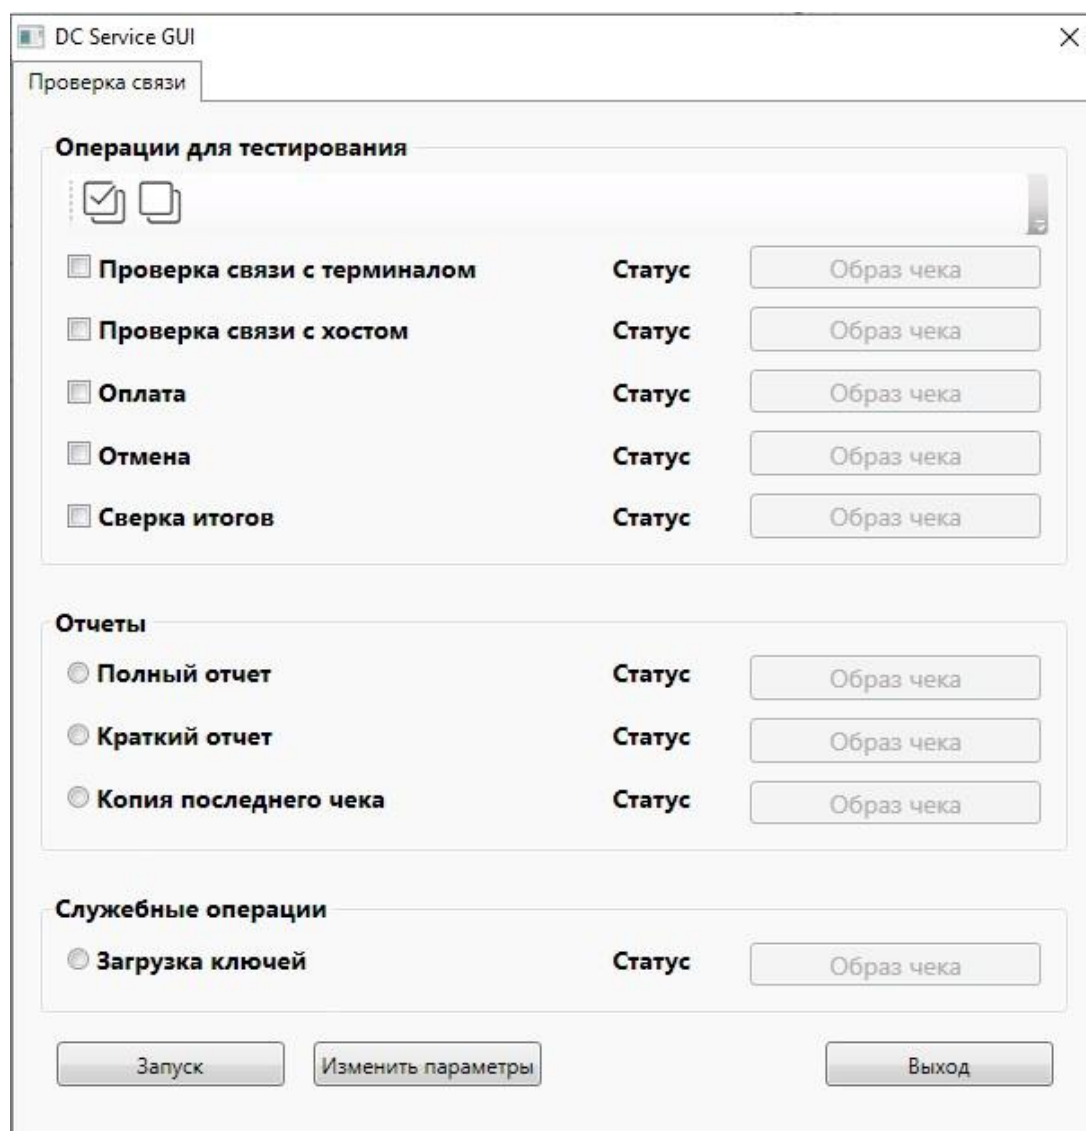 DC Service GUI
Проверка связи
Операции для тестирования
Проверка связи с терминалом Статус Образ чека
Проверка связи с хостом Статус Образ чека
Оплата Статус Образ чека
Отмена Статус Образ чека
Сверка итогов Статус Образ чека
Отчеты
Полный отчет Статус Образ чека
Краткий отчет Статус Образ чека
Копия последнего чека Статус Образ чека
Служебные операции
Загрузка ключей Статус Образ чека
Запуск Изменить параметры Выход